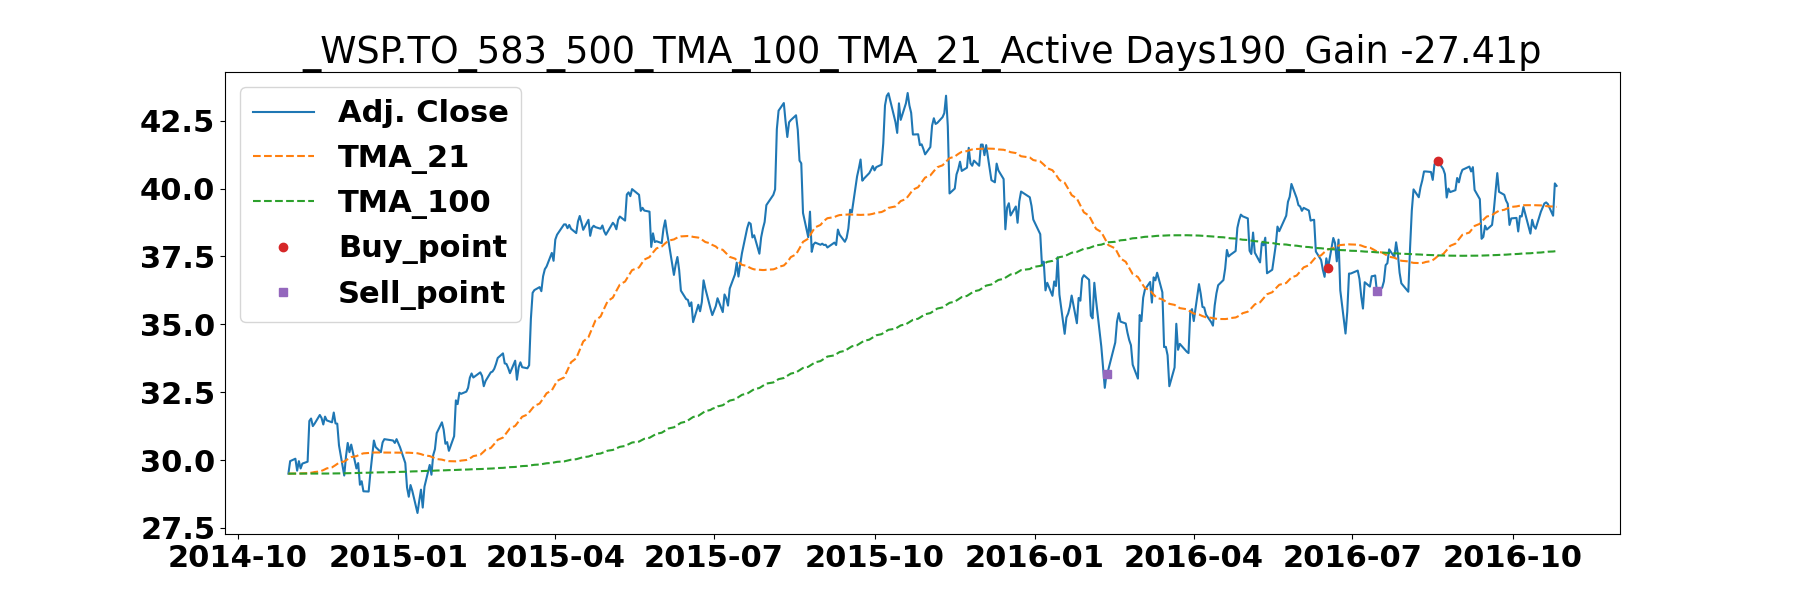 _WSP.TO_583_500_TMA_100_TMA_21_Active Days190_Gain -27.41p
Adj. Close
TMA_21
TMA_100
Buy_point
Sell_point
42.5
40.0
37.5
35.0
32.5
30.0
27.5
2014-10 2015-01 2015-04 2015-07 2015-10 2016-01 2016-04 2016-07 2016-10